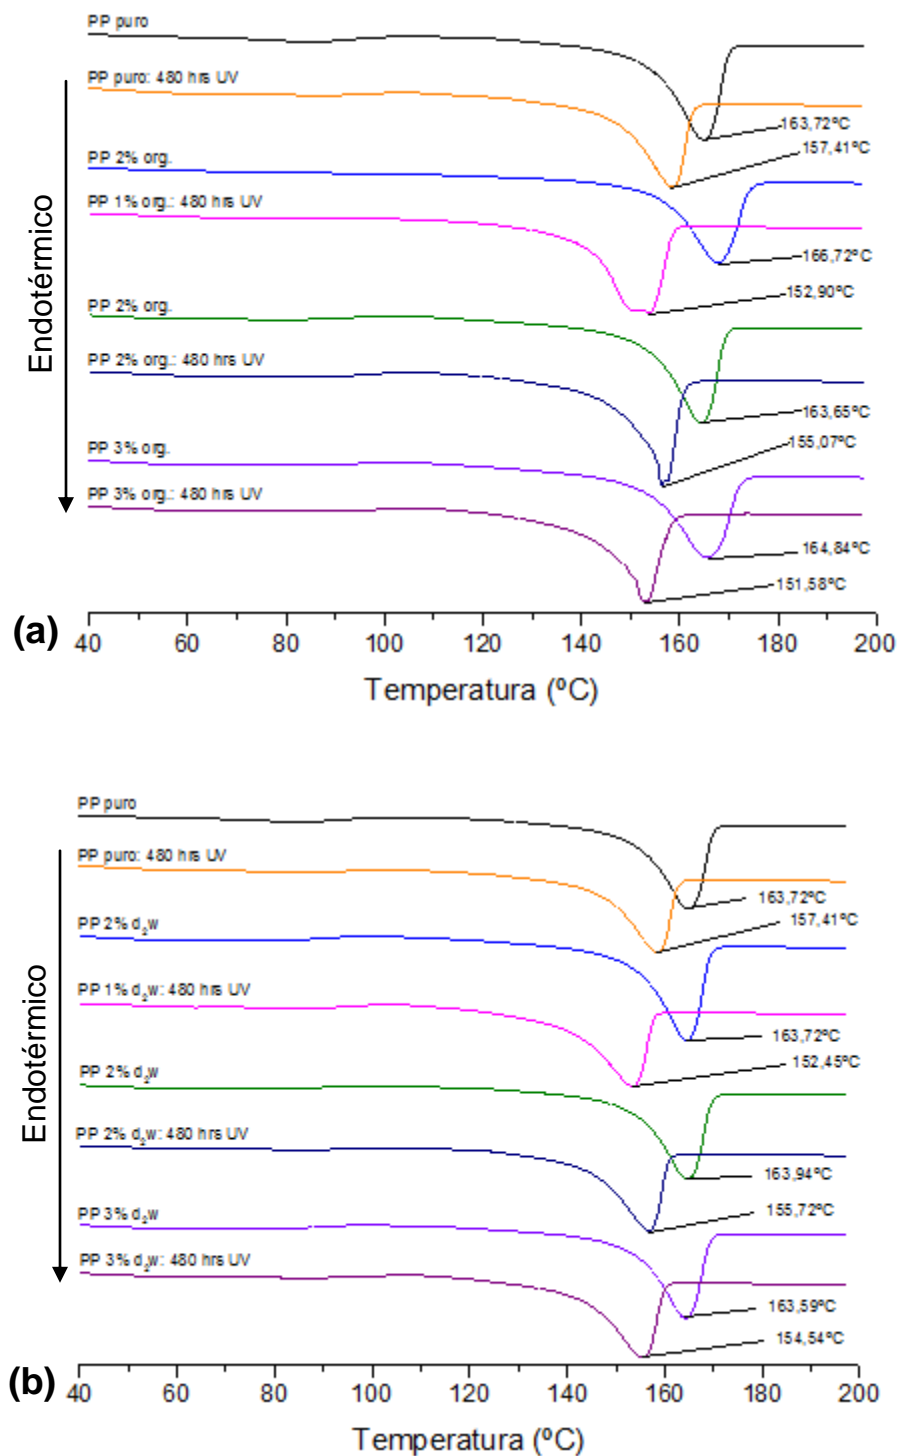 PP puro
PP puro: 480 hrs UV
163,72ºC
157,41ºC
PP 2% org.
PP 1% org.: 480 hrs UV
166,72ºC
152,90ºC
PP 2% org.
PP 2% org.: 480 hrs UV
163,65ºC
155,07ºC
PP 3% org.
PP 3% org.: 480 hrs UV
164,84ºC
151,58ºC
Endotérmico
(a)
40 60 80 100 120 140 160 180 200
Temperatura (ºC)
PP puro
PP puro: 480 hrs UV
163,72ºC
157,41ºC
PP 2% d₂w
PP 1% d₂w: 480 hrs UV
163,72ºC
152,45ºC
PP 2% d₂w
PP 2% d₂w: 480 hrs UV
163,94ºC
155,72ºC
PP 3% d₂w
PP 3% d₂w: 480 hrs UV
163,59ºC
154,54ºC
Endotérmico
(b)
40 60 80 100 120 140 160 180 200
Temperatura (ºC)